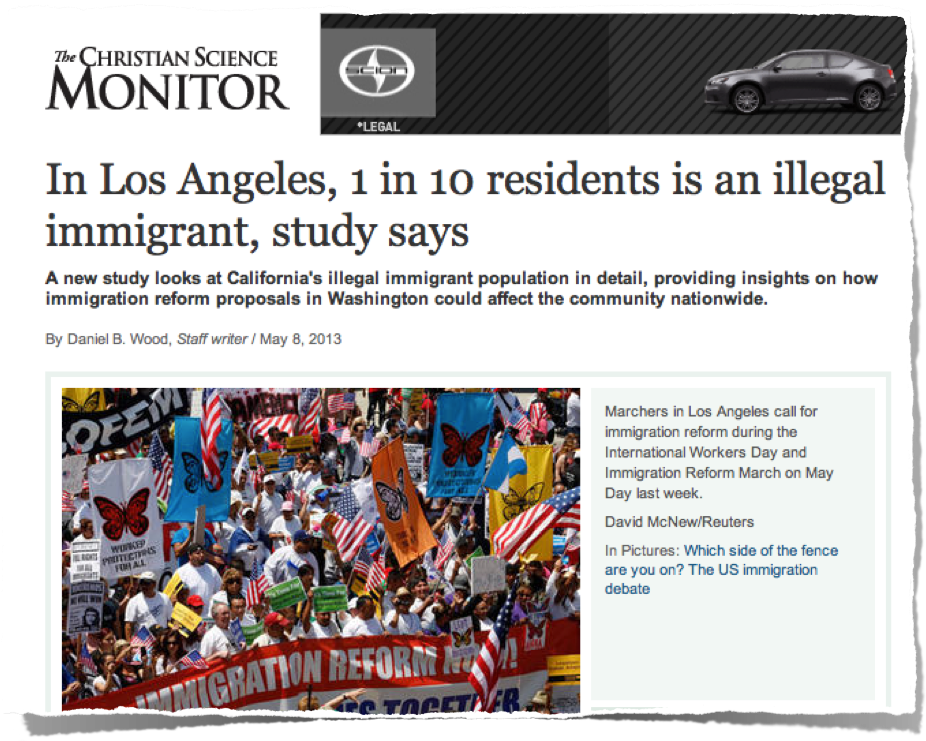 The CHRISTIAN SCIENCE
MONITOR
SCION
*LEGAL
In Los Angeles, 1 in 10 residents is an illegal
immigrant, study says
A new study looks at California's illegal immigrant population in detail, providing insights on how
immigration reform proposals in Washington could affect the community nationwide.
By Daniel B. Wood, Staff writer / May 8, 2013
AMERICA
WORKER
PROTECTIONS
FOR ALL
IMMIGRATION REFORM
TOGETHER
Marchers in Los Angeles call for
immigration reform during the
International Workers Day and
Immigration Reform March on May
Day last week.
David McNew/Reuters
In Pictures: Which side of the fence
are you on? The US immigration
debate